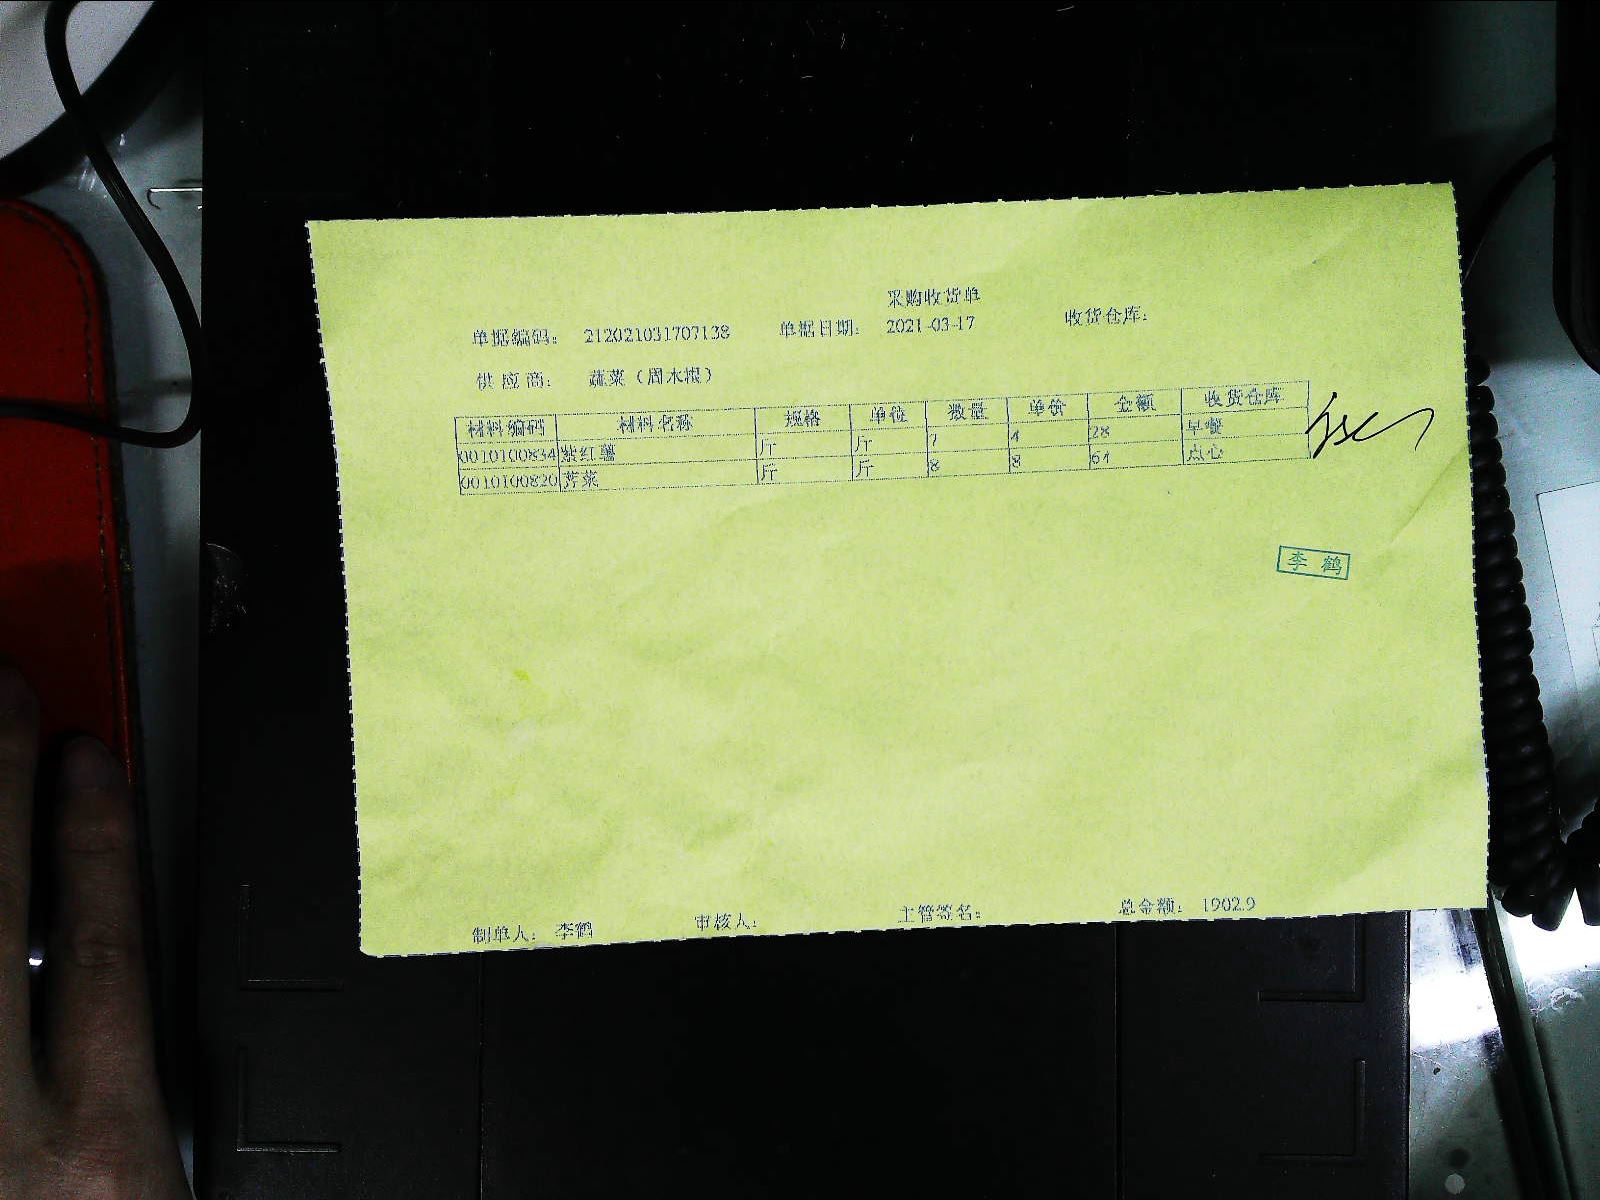 采购收货单
单据编码： 212021031707138 单据日期： 2021-03-17 收货仓库：
供应商： 蔬菜（周木根）
材料编码 材料名称 规格 单位 数量 单价 金额 收货仓库
0010100834 紫红薯 斤 斤 7 4 28 早餐
0010100820 荠菜 斤 斤 8 8 64 点心
李鹤
制单人： 李鹤 审核人： 主管签名： 总金额： 1902.9